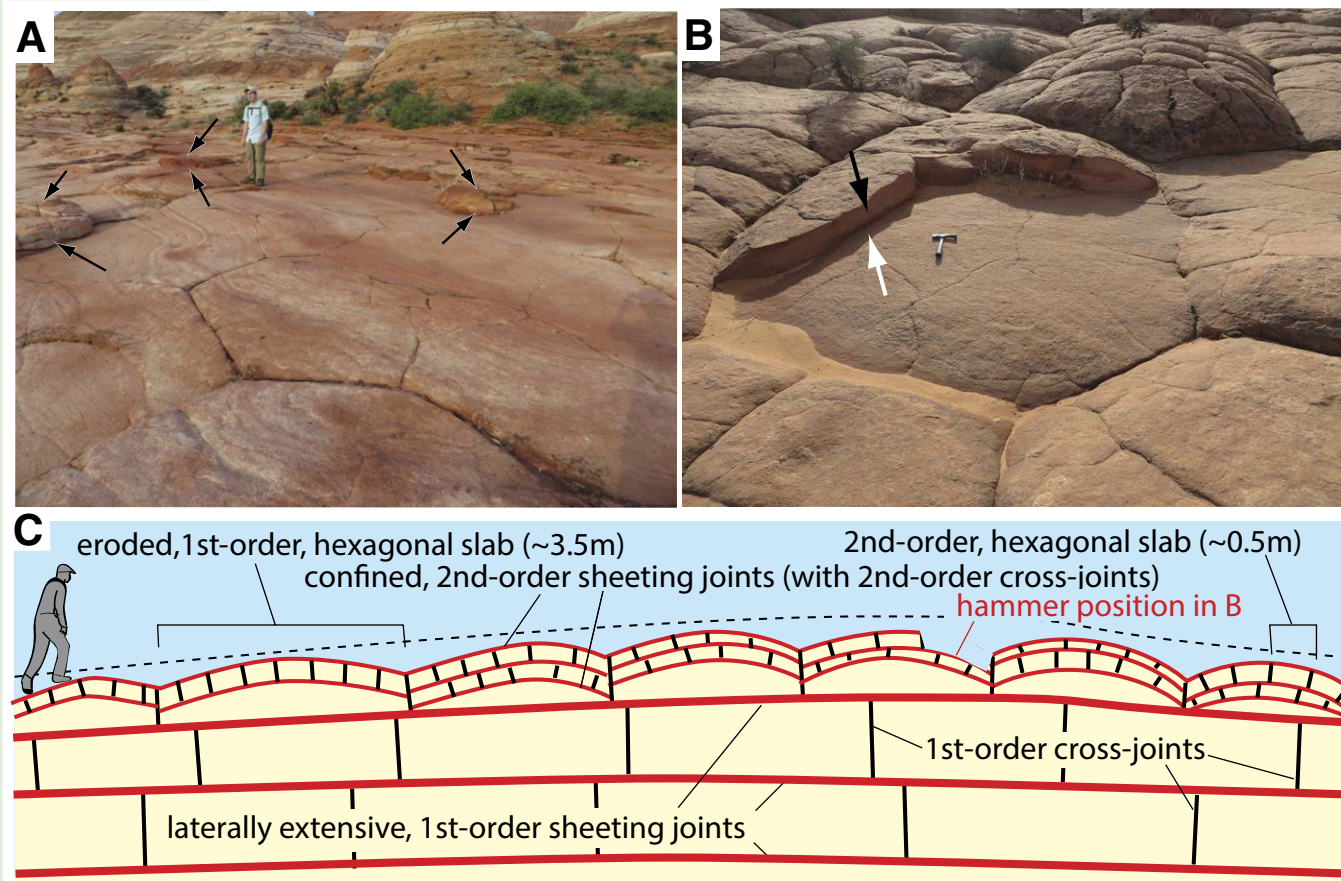 A
B
C
eroded,1st-order, hexagonal slab (~3.5m)
2nd-order, hexagonal slab (~0.5m)
confined, 2nd-order sheeting joints (with 2nd-order cross-joints)
hammer position in B
1st-order cross-joints
laterally extensive, 1st-order sheeting joints